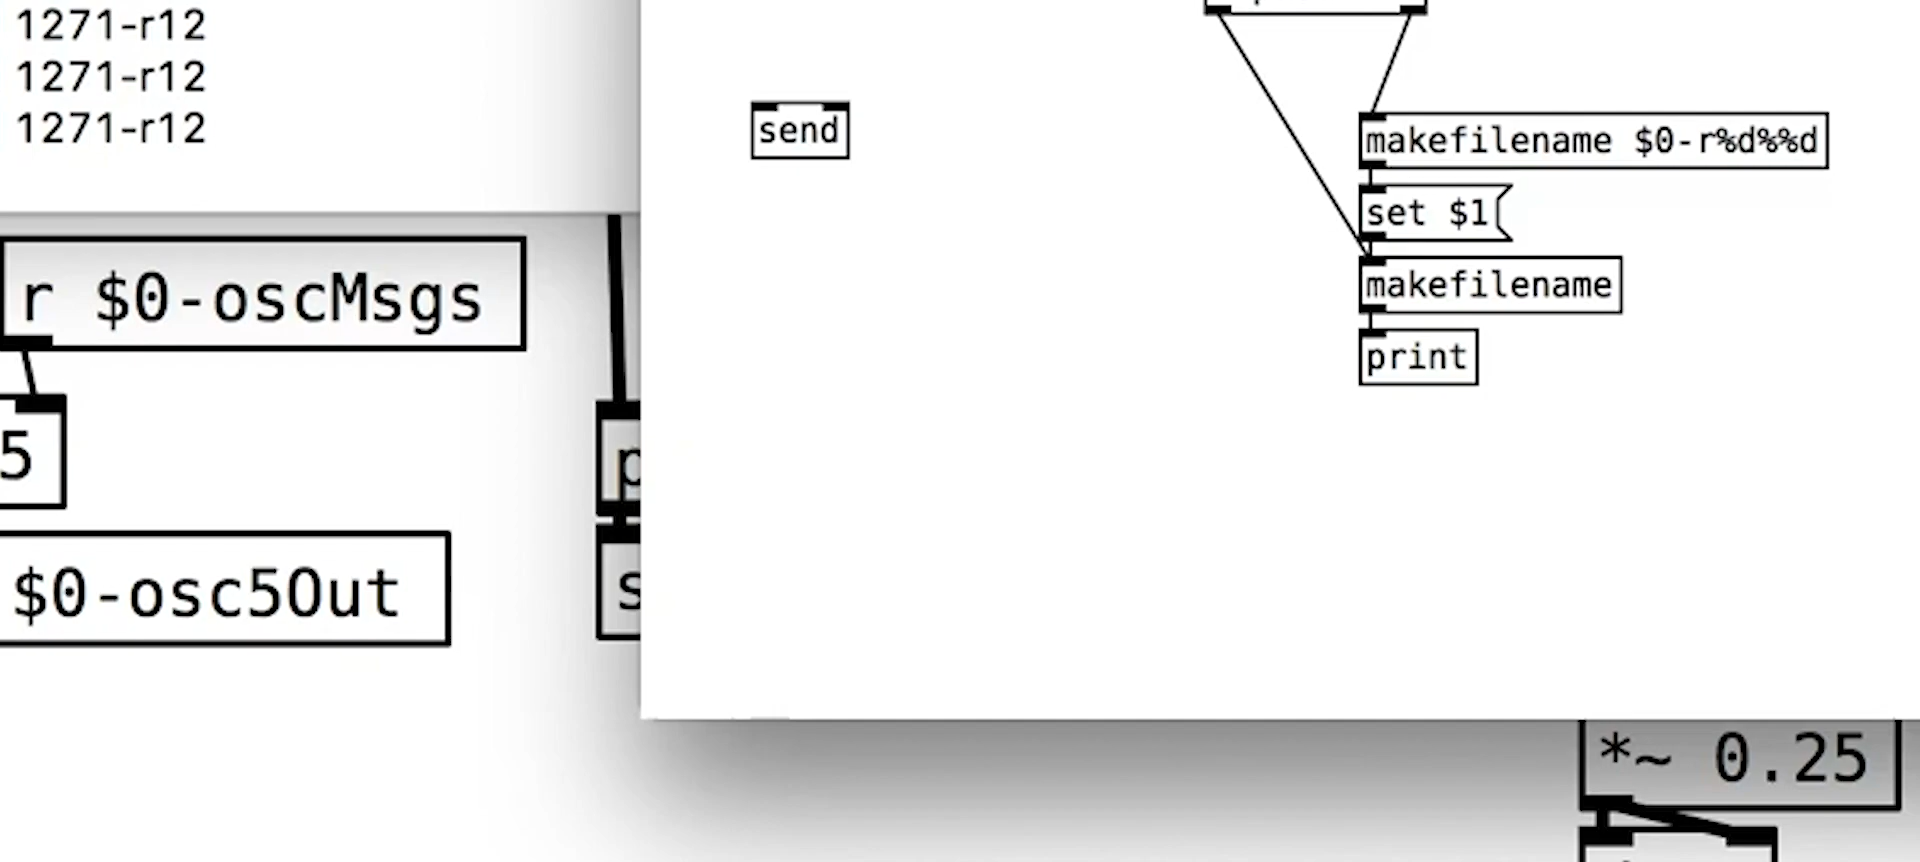 1271-r12
1271-r12
1271-r12
send
makefilename $0-r%d%%d
set $1
makefilename
print
r $0-oscMsgs
5
$0-osc5Out
p
s
*~ 0.25